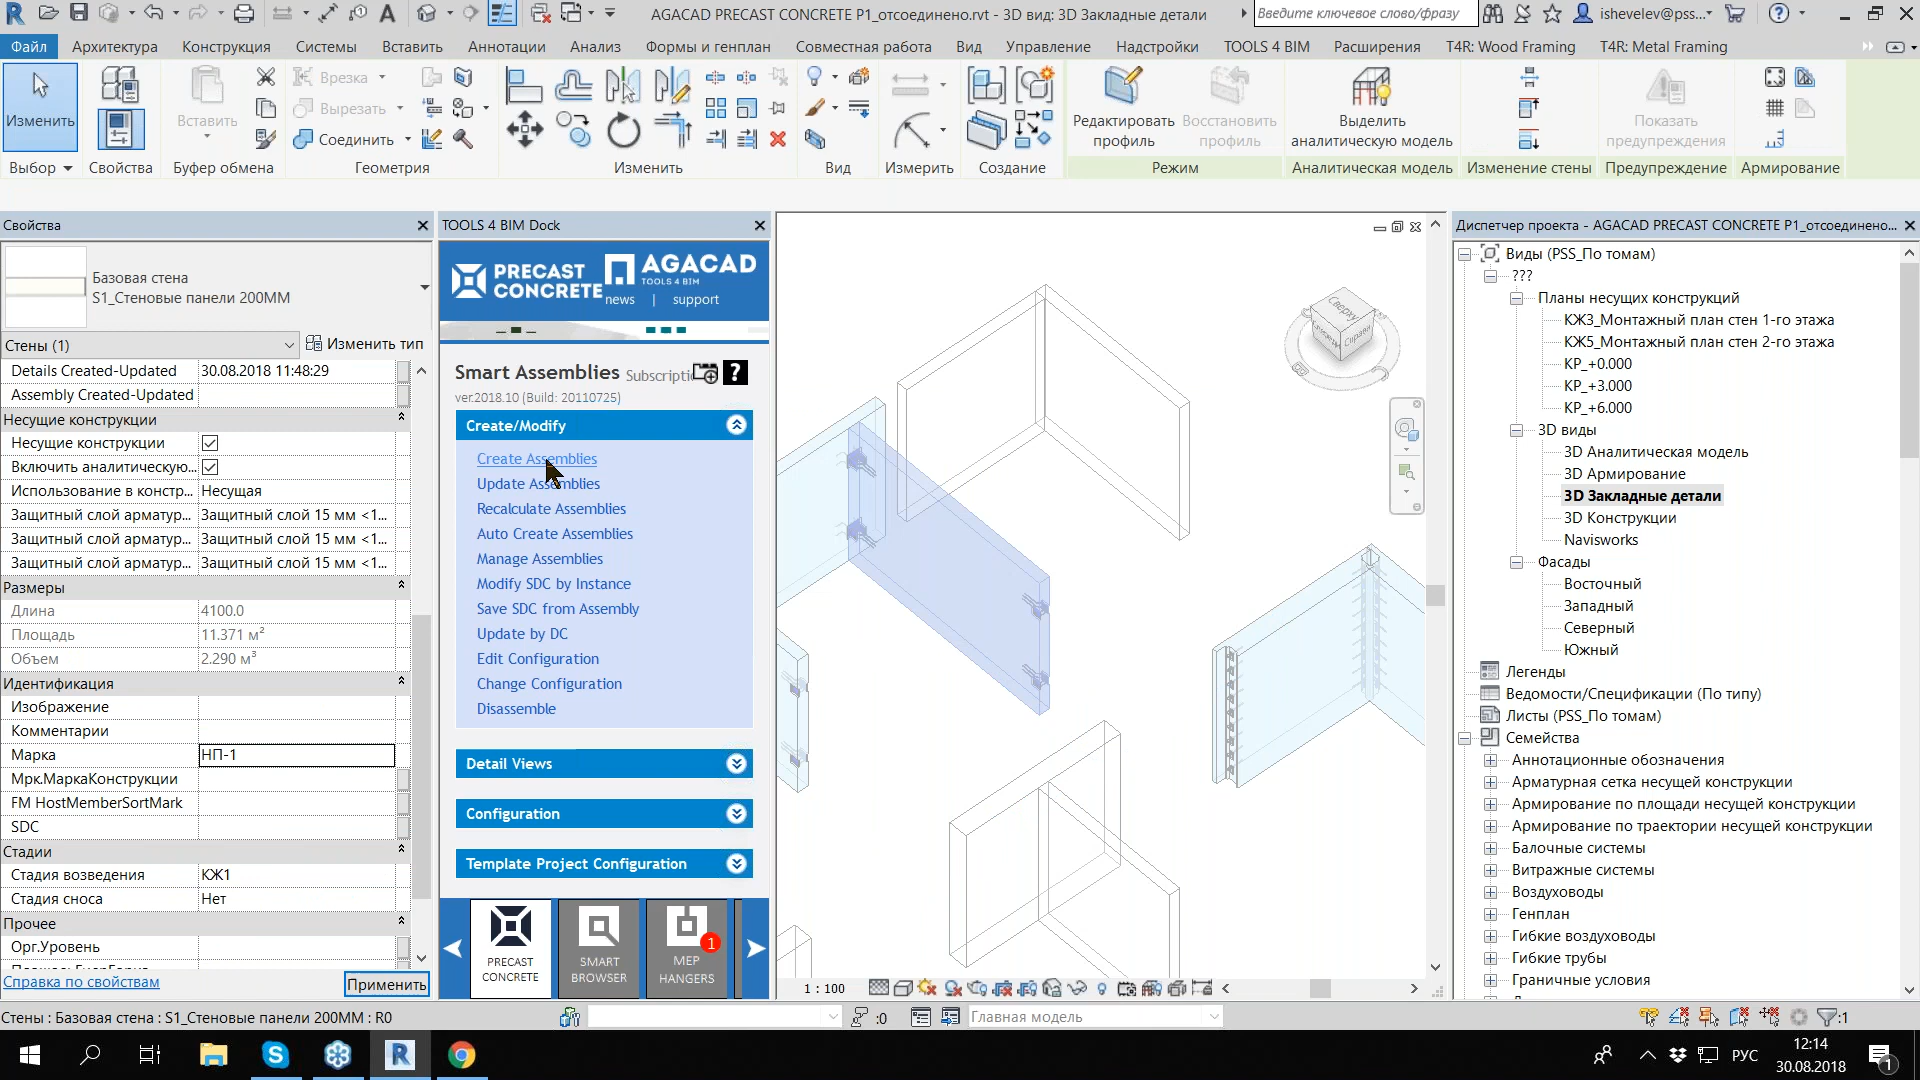 AGACAD PRECAST CONCRETE P1_отсоединено.rvt - 3D вид: 3D Закладные детали
Введите ключевое слово/фразу
ishevelev@pss...
Файл
Архитектура
Конструкция
Системы
Вставить
Аннотации
Анализ
Формы и генплан
Совместная работа
Вид
Управление
Надстройки
TOOLS 4 BIM
Расширения
T4R: Wood Framing
T4R: Metal Framing
Изменить
Вставить
Врезка
Вырезать
Соединить
Редактировать профиль
Восстановить профиль
Выделить аналитическую модель
Показать предупреждения
Выбор
Свойства
Буфер обмена
Геометрия
Изменить
Вид
Измерить
Создание
Режим
Аналитическая модель
Изменение стены
Предупреждение
Армирование
Свойства
Базовая стена
S1_Стеновые панели 200ММ
Стены (1)
Изменить тип
Details Created-Updated 30.08.2018 11:48:29
Assembly Created-Updated
Несущие конструкции
Несущие конструкции
Включить аналитическую...
Использование в констр... Несущая
Защитный слой арматур... Защитный слой 15 мм <1...
Защитный слой арматур... Защитный слой 15 мм <1...
Защитный слой арматур... Защитный слой 15 мм <1...
Размеры
Длина 4100.0
Площадь 11.371 м²
Объем 2.290 м³
Идентификация
Изображение
Комментарии
Марка НП-1
Мрк.МаркаКонструкции
FM HostMemberSortMark
SDC
Стадии
Стадия возведения КЖ1
Стадия сноса Нет
Прочее
Орг.Уровень
Справка по свойствам
Применить
TOOLS 4 BIM Dock
PRECAST CONCRETE
AGACAD
TOOLS 4 BIM
news | support
Smart Assemblies Subscripti
?
ver.2018.10 (Build: 20110725)
Create/Modify
Create Assemblies
Update Assemblies
Recalculate Assemblies
Auto Create Assemblies
Manage Assemblies
Modify SDC by Instance
Save SDC from Assembly
Update by DC
Edit Configuration
Change Configuration
Disassemble
Detail Views
Configuration
Template Project Configuration
PRECAST CONCRETE
SMART BROWSER
MEP HANGERS
1
Сверху
Справа
1 : 100
Диспетчер проекта - AGACAD PRECAST CONCRETE P1_отсоединено...
Виды (PSS_По томам)
???
Планы несущих конструкций
КЖ3_Монтажный план стен 1-го этажа
КЖ5_Монтажный план стен 2-го этажа
КР_+0.000
КР_+3.000
КР_+6.000
3D виды
3D Аналитическая модель
3D Армирование
3D Закладные детали
3D Конструкции
Navisworks
Фасады
Восточный
Западный
Северный
Южный
Легенды
Ведомости/Спецификации (По типу)
Листы (PSS_По томам)
Семейства
Аннотационные обозначения
Арматурная сетка несущей конструкции
Армирование по площади несущей конструкции
Армирование по траектории несущей конструкции
Балочные системы
Витражные системы
Воздуховоды
Генплан
Гибкие воздуховоды
Гибкие трубы
Граничные условия
Стены : Базовая стена : S1_Стеновые панели 200ММ : R0
:0
Главная модель
:1
РУС
12:14
30.08.2018
1